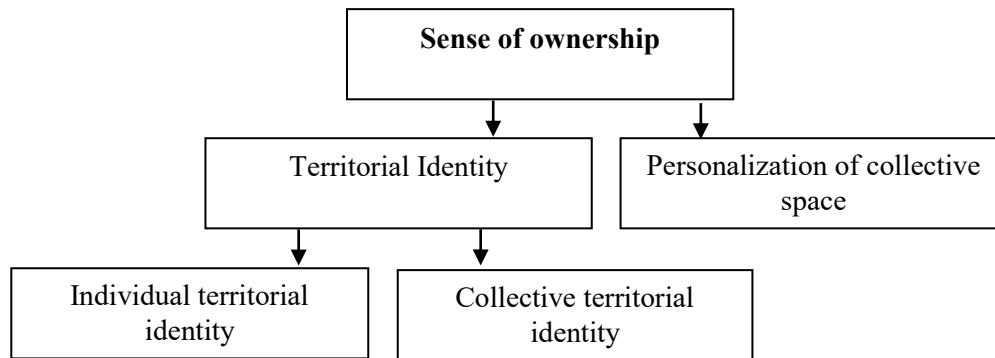 Sense of ownership
Territorial Identity
Personalization of collective
space
Individual territorial
identity
Collective territorial
identity